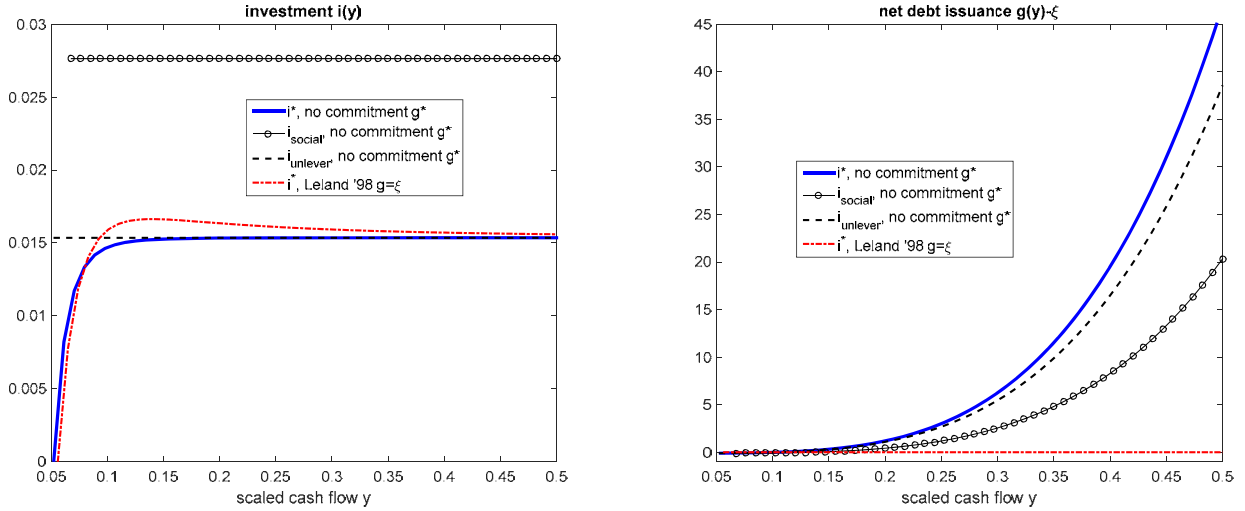 investment i(y)
0.03
0.025
0.02
0.015
0.01
0.005
0
i*, no commitment g*
i_social, no commitment g*
i_unlever, no commitment g*
i*, Leland '98 g=ξ
0.05 0.1 0.15 0.2 0.25 0.3 0.35 0.4 0.45 0.5
scaled cash flow y
net debt issuance g(y)-ξ
45
40
35
30
25
20
15
10
5
0
i*, no commitment g*
i_social, no commitment g*
i_unlever, no commitment g*
i*, Leland '98 g=ξ
0.05 0.1 0.15 0.2 0.25 0.3 0.35 0.4 0.45 0.5
scaled cash flow y